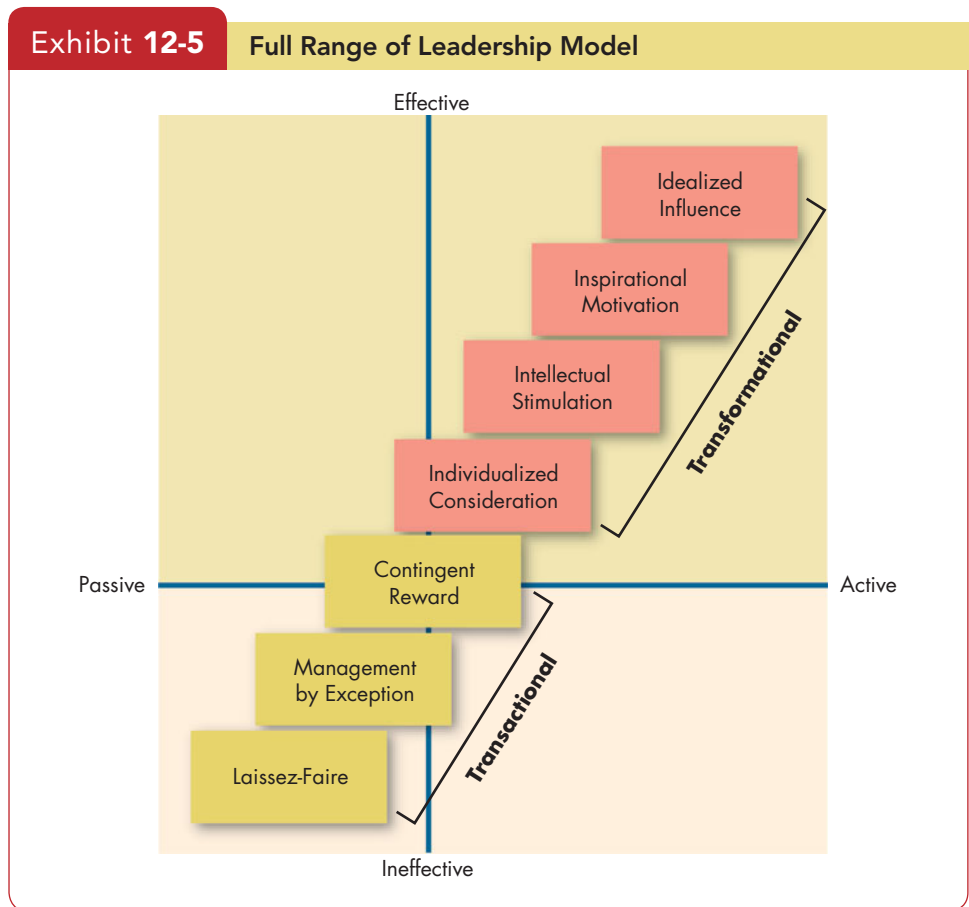 Exhibit 12-5
Full Range of Leadership Model
Effective
Idealized
Influence
Inspirational
Motivation
Intellectual
Stimulation
Transformational
Individualized
Consideration
Contingent
Reward
Passive
Active
Management
by Exception
Transactional
Laissez-Faire
Ineffective